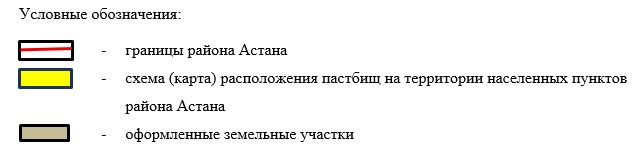 Условные обозначения:
- границы района Астана
- схема (карта) расположения пастбищ на территории населенных пунктов
района Астана
- оформленные земельные участки